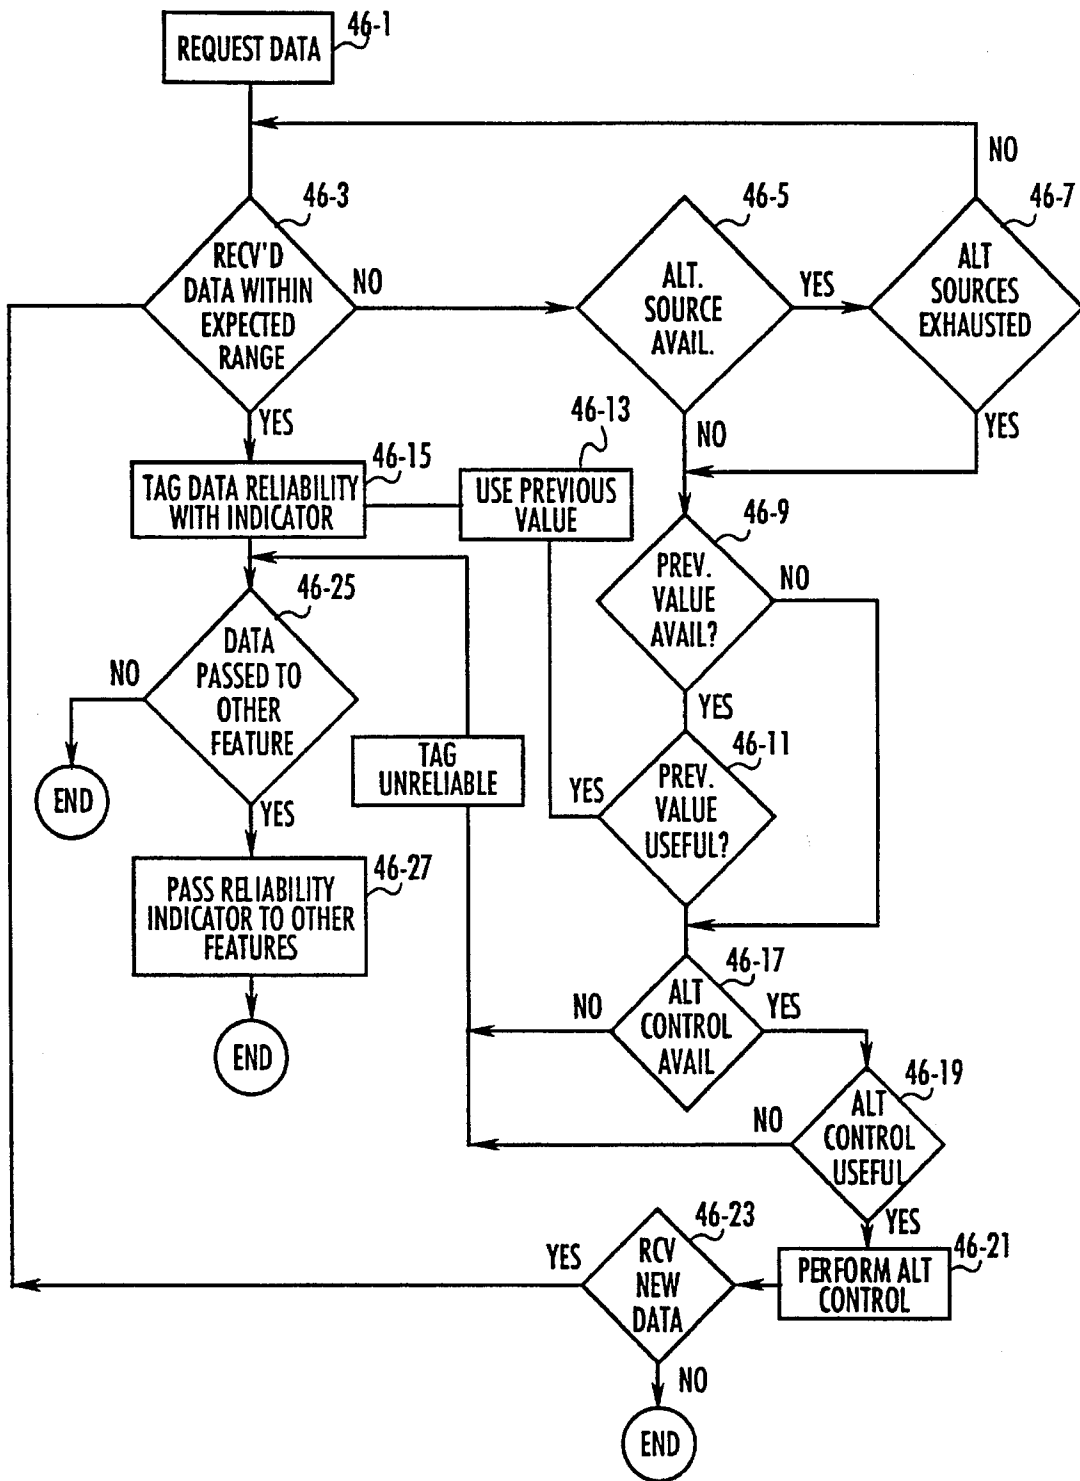 46-1
REQUEST DATA
NO
46-3
46-5
46-7
RECV'D
DATA WITHIN
EXPECTED
RANGE
NO
ALT.
SOURCE
AVAIL.
YES
ALT
SOURCES
EXHAUSTED
YES
NO
YES
46-13
46-15
TAG DATA RELIABILITY
WITH INDICATOR
USE PREVIOUS
VALUE
46-9
PREV.
VALUE
AVAIL?
NO
46-25
DATA
PASSED TO
OTHER
FEATURE
NO
YES
TAG
UNRELIABLE
46-11
PREV.
VALUE
USEFUL?
YES
END
YES
46-27
PASS RELIABILITY
INDICATOR TO OTHER
FEATURES
46-17
ALT
CONTROL
AVAIL
NO
YES
END
46-19
ALT
CONTROL
USEFUL
NO
YES
46-23
RCV
NEW
DATA
YES
46-21
PERFORM ALT
CONTROL
NO
END